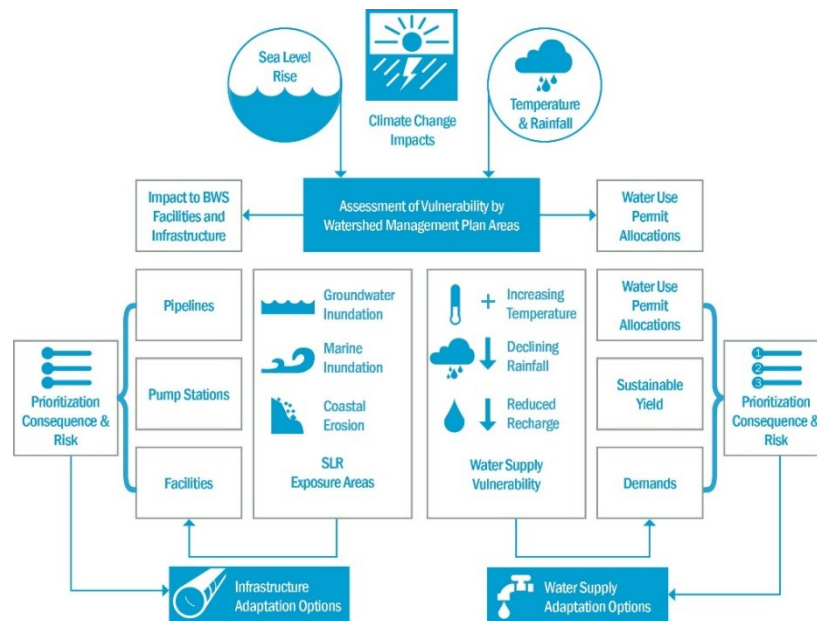 Sea Level
Rise
Climate Change
Impacts
Temperature
& Rainfall
Impact to BWS
Facilities and
Infrastructure
Assessment of Vulnerability by
Watershed Management Plan Areas
Water Use
Permit
Allocations
Prioritization
Consequence &
Risk
Pipelines
Pump Stations
Facilities
Groundwater
Inundation
Marine
Inundation
Coastal
Erosion
SLR
Exposure Areas
+
Increasing
Temperature
Declining
Rainfall
Reduced
Recharge
Water Supply
Vulnerability
Water Use
Permit
Allocations
Sustainable
Yield
Demands
1
2
3
Prioritization
Consequence &
Risk
Infrastructure
Adaptation Options
Water Supply
Adaptation Options